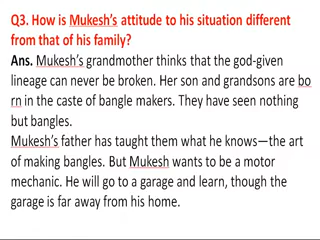 Q3. How is Mukesh’s attitude to his situation different
from that of his family?
Ans. Mukesh’s grandmother thinks that the god-given
lineage can never be broken. Her son and grandsons are bo
rn in the caste of bangle makers. They have seen nothing
but bangles.
Mukesh’s father has taught them what he knows—the art
of making bangles. But Mukesh wants to be a motor
mechanic. He will go to a garage and learn, though the
garage is far away from his home.